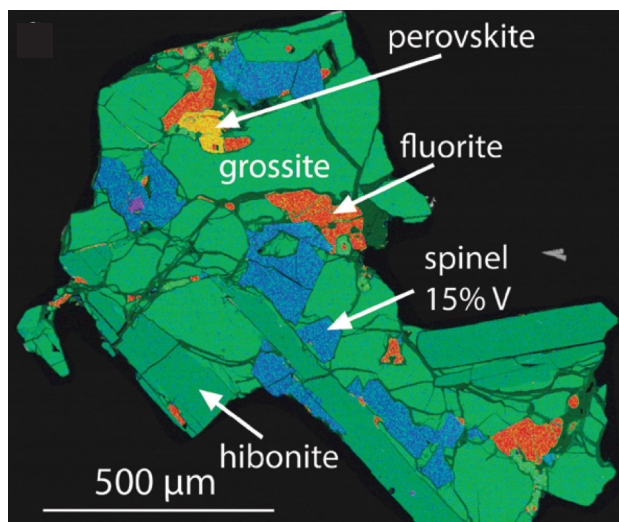 perovskite
fluorite
grossite
spinel
15% V
hibonite
500 µm